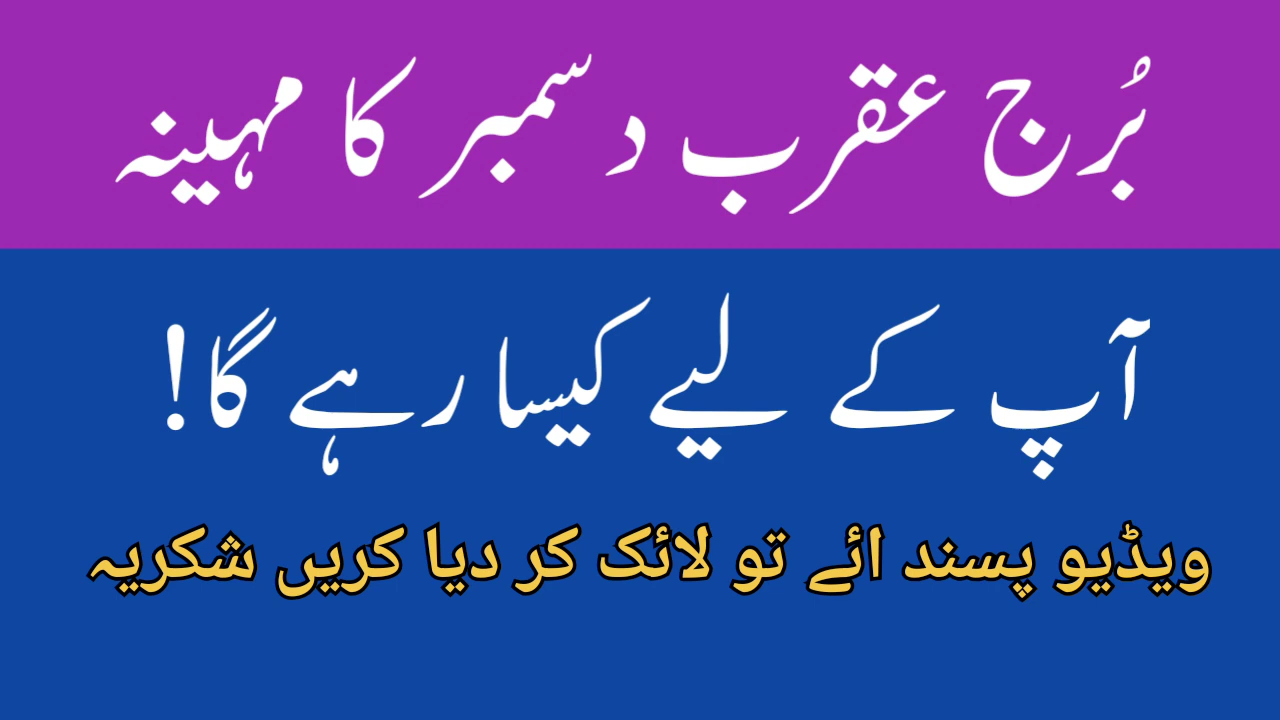 بُرج عقرب دسمبر کا مہینہ
آپ کے لیے کیسا رہے گا!
ویڈیو پسند ائے تو لائک کر دیا کریں شکریہ